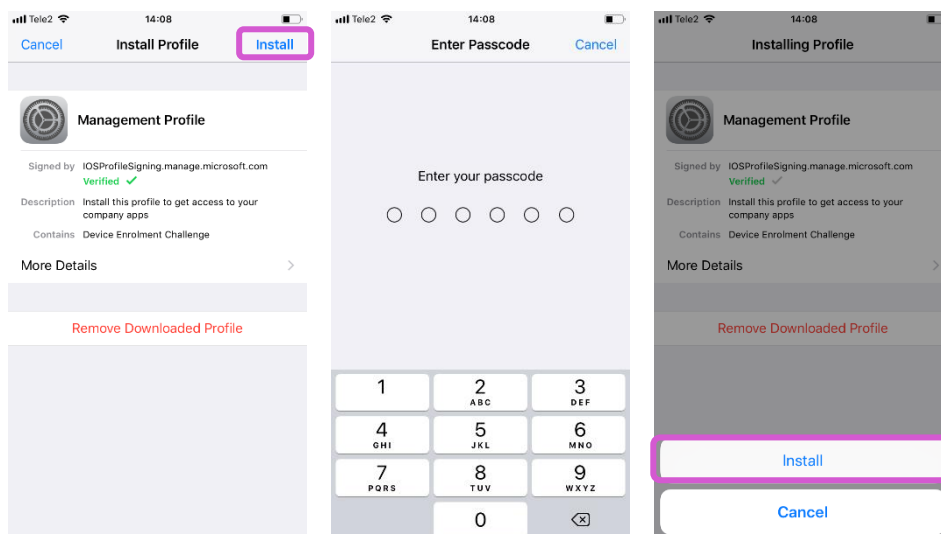 Tele2 14:08
Cancel Install Profile Install
Management Profile
Signed by IOSProfileSigning.manage.microsoft.com
Verified ✓
Description Install this profile to get access to your
company apps
Contains Device Enrolment Challenge
More Details
Remove Downloaded Profile
Tele2 14:08
Enter Passcode Cancel
Enter your passcode
1 2 3
ABC DEF
4 5 6
GHI JKL MNO
7 8 9
PQRS TUV WXYZ
0
Tele2 14:08
Installing Profile
Management Profile
Signed by IOSProfileSigning.manage.microsoft.com
Verified ✓
Description Install this profile to get access to your
company apps
Contains Device Enrolment Challenge
More Details
Remove Downloaded Profile
Install
Cancel